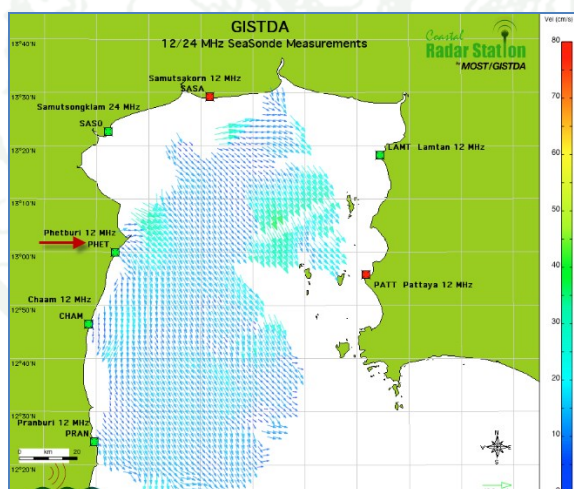 GISTDA
12/24 MHz SeaSonde Measurements
Coastal
Radar Station
by MOST/GISTDA
Vel (cm/s)
80
70
60
50
40
30
20
10
0
13°40'N
13°30'N
13°20'N
13°10'N
13°00'N
12°50'N
12°40'N
12°30'N
12°20'N
Samutsakorn 12 MHz
SASA
Samutsongklam 24 MHz
SASO
LAMT Lamtan 12 MHz
Phetburi 12 MHz
PHET
PATT Pattaya 12 MHz
Chaam 12 MHz
CHAM
Pranburi 12 MHz
PRAN
km
0 20
N
W E
S